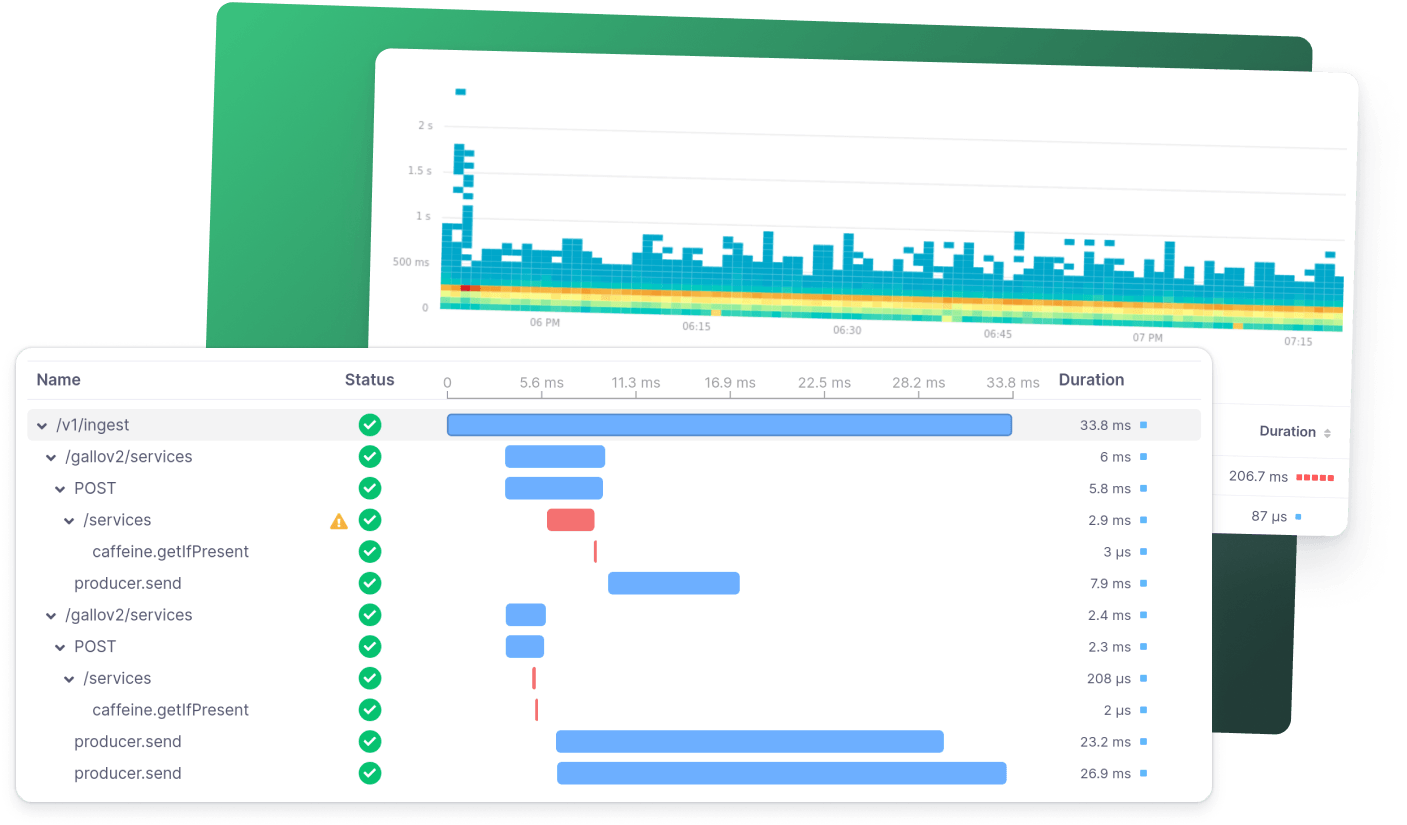 2 s
1.5 s
1 s
500 ms
0
06 PM 06:15 06:30 06:45 07 PM 07:15
Duration
206.7 ms
87 µs
Name Status 0 5.6 ms 11.3 ms 16.9 ms 22.5 ms 28.2 ms 33.8 ms Duration
/v1/ingest 33.8 ms
/gallov2/services 6 ms
POST 5.8 ms
/services 2.9 ms
caffeine.getIfPresent 3 µs
producer.send 7.9 ms
/gallov2/services 2.4 ms
POST 2.3 ms
/services 208 µs
caffeine.getIfPresent 2 µs
producer.send 23.2 ms
producer.send 26.9 ms